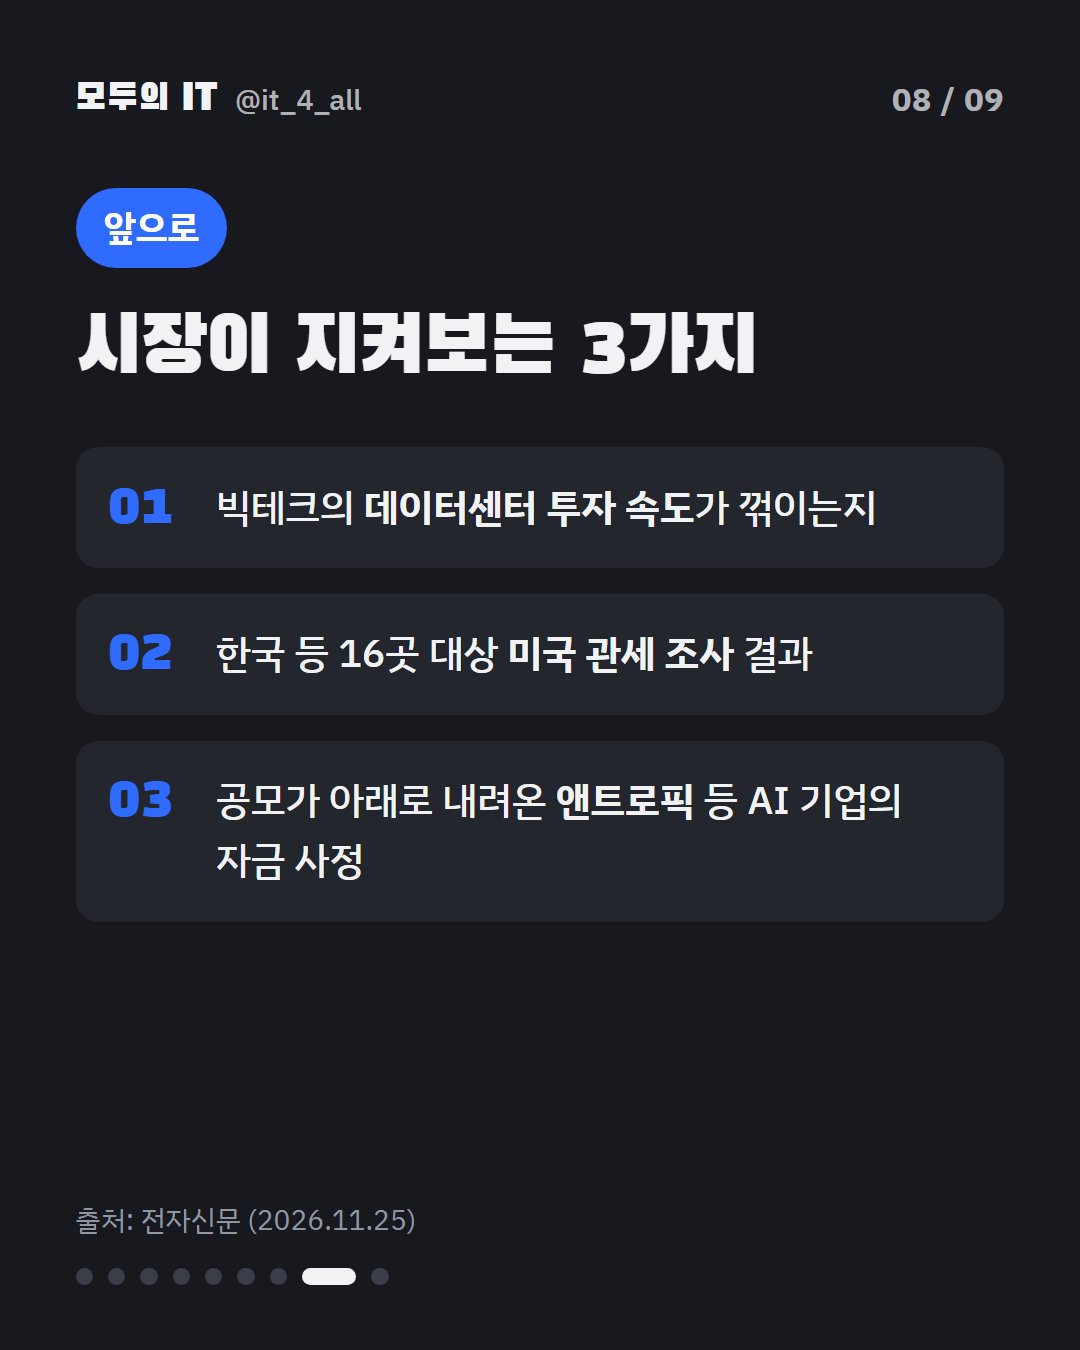 모두의 IT @it_4_all
08 / 09
앞으로
시장이 지켜보는 3가지
01 빅테크의 데이터센터 투자 속도가 꺾이는지
02 한국 등 16곳 대상 미국 관세 조사 결과
03 공모가 아래로 내려온 앤트로픽 등 AI 기업의
자금 사정
출처: 전자신문 (2026.11.25)